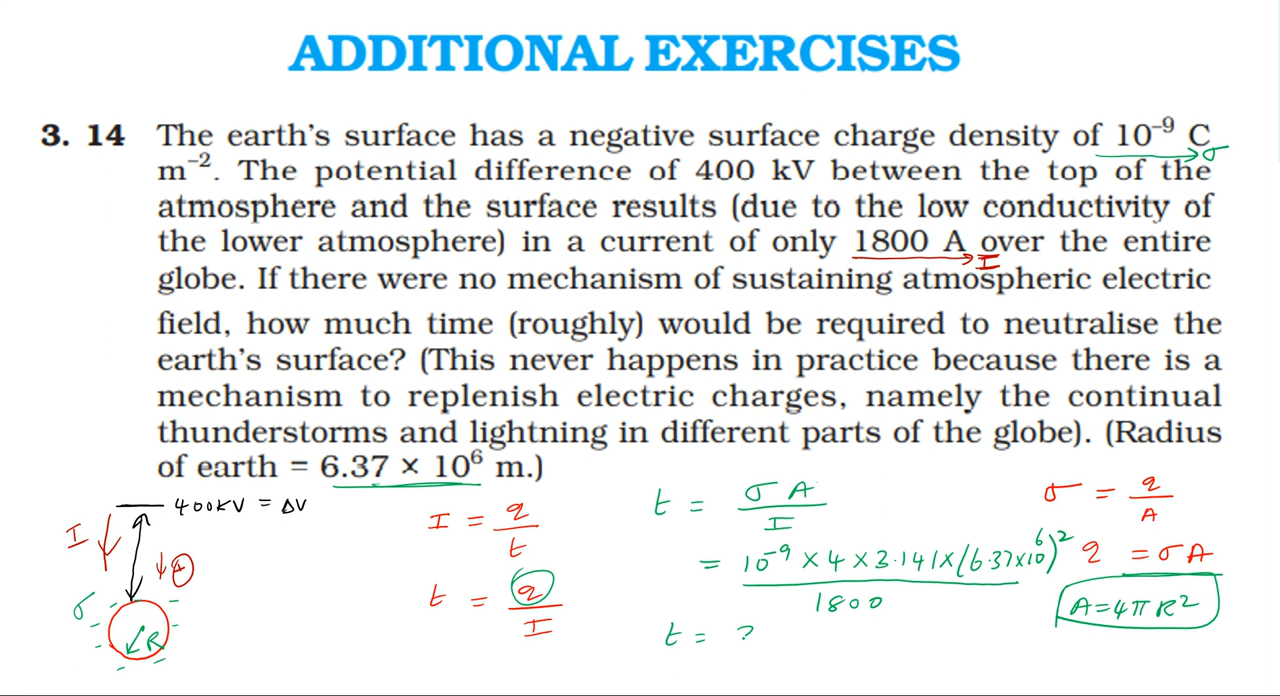 ADDITIONAL EXERCISES
3. 14 The earth's surface has a negative surface charge density of 10⁻⁹ C
σ
m⁻². The potential difference of 400 kV between the top of the
atmosphere and the surface results (due to the low conductivity of
the lower atmosphere) in a current of only 1800 A over the entire
I
globe. If there were no mechanism of sustaining atmospheric electric
field, how much time (roughly) would be required to neutralise the
earth's surface? (This never happens in practice because there is a
mechanism to replenish electric charges, namely the continual
thunderstorms and lightning in different parts of the globe). (Radius
of earth = 6.37 × 10⁶ m.)
400kV = ΔV
I
+
σ
R
I = q/t
t = q/I
t = σA/I
= 10⁻⁹ × 4 × 3.141 × (6.37×10⁶)² / 1800
t = ?
σ = q/A
q = σA
A = 4πR²